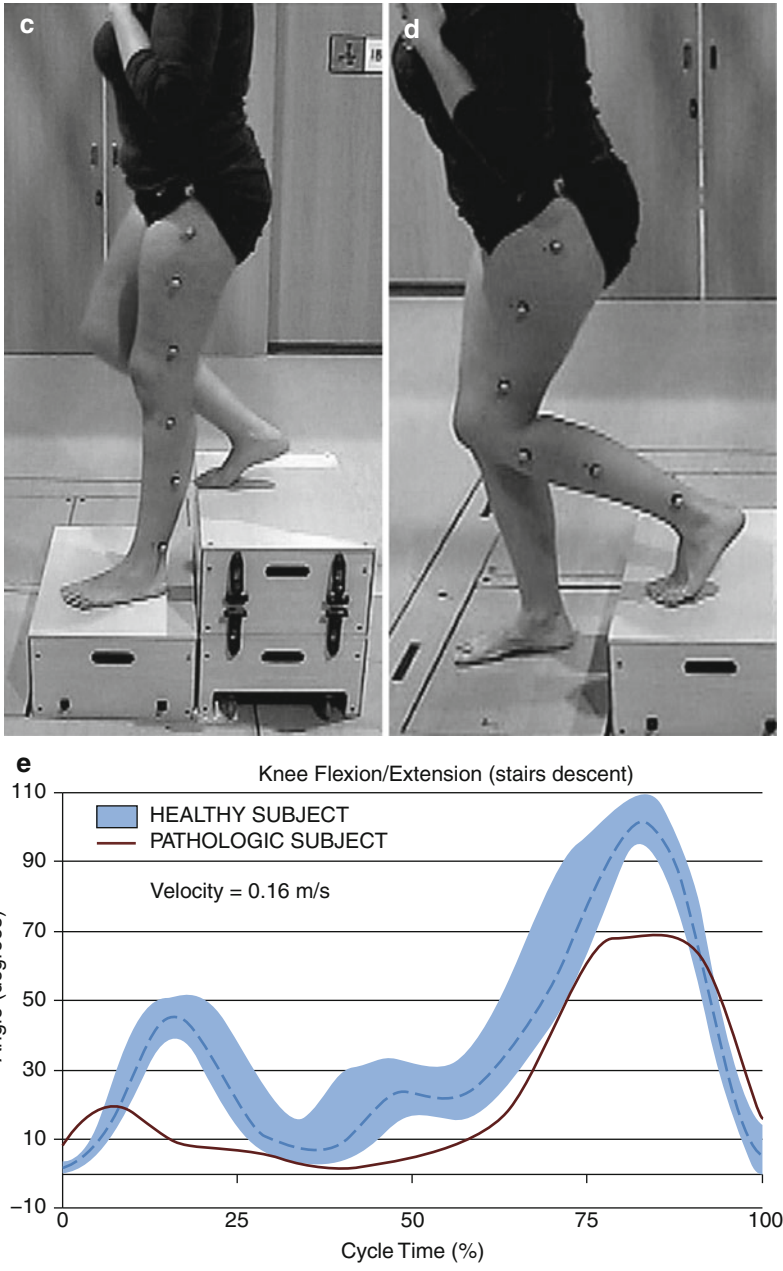 c
d
e
Knee Flexion/Extension (stairs descent)
110
HEALTHY SUBJECT
PATHOLOGIC SUBJECT
90
Velocity = 0.16 m/s
70
50
30
10
−10
0
25
50
75
100
Cycle Time (%)